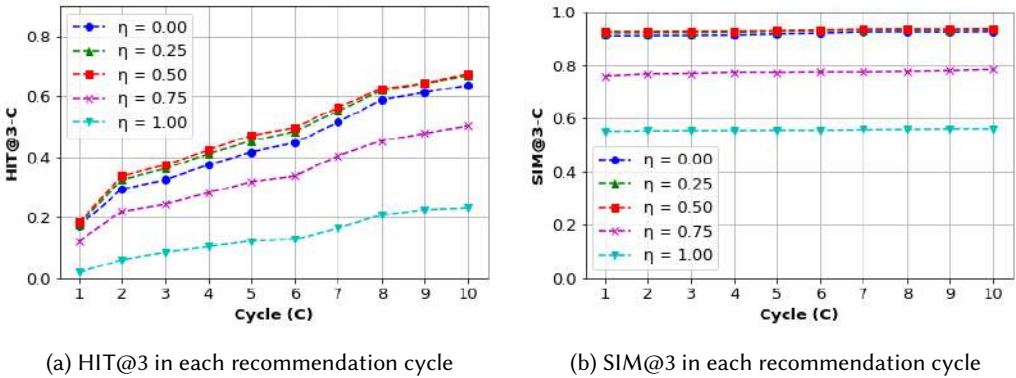 HIT@3-C
0.8
0.6
0.4
0.2
0.0
η = 0.00
η = 0.25
η = 0.50
η = 0.75
η = 1.00
1 2 3 4 5 6 7 8 9 10
Cycle (C)
(a) HIT@3 in each recommendation cycle
SIM@3-C
1.0
0.8
0.6
0.4
0.2
0.0
η = 0.00
η = 0.25
η = 0.50
η = 0.75
η = 1.00
1 2 3 4 5 6 7 8 9 10
Cycle (C)
(b) SIM@3 in each recommendation cycle